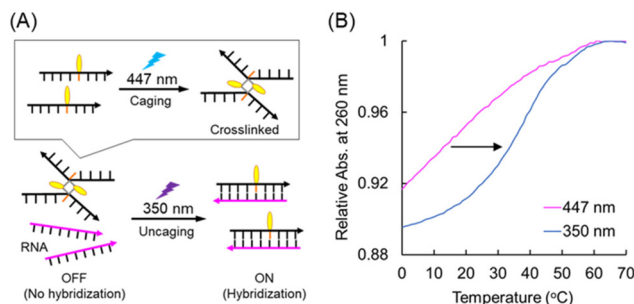 (A)
447 nm
Caging
Crosslinked
350 nm
Uncaging
RNA
OFF
(No hybridization)
ON
(Hybridization)
(B)
Relative Abs. at 260 nm
1
0.96
0.92
0.88
447 nm
350 nm
0 10 20 30 40 50 60 70
Temperature (°C)